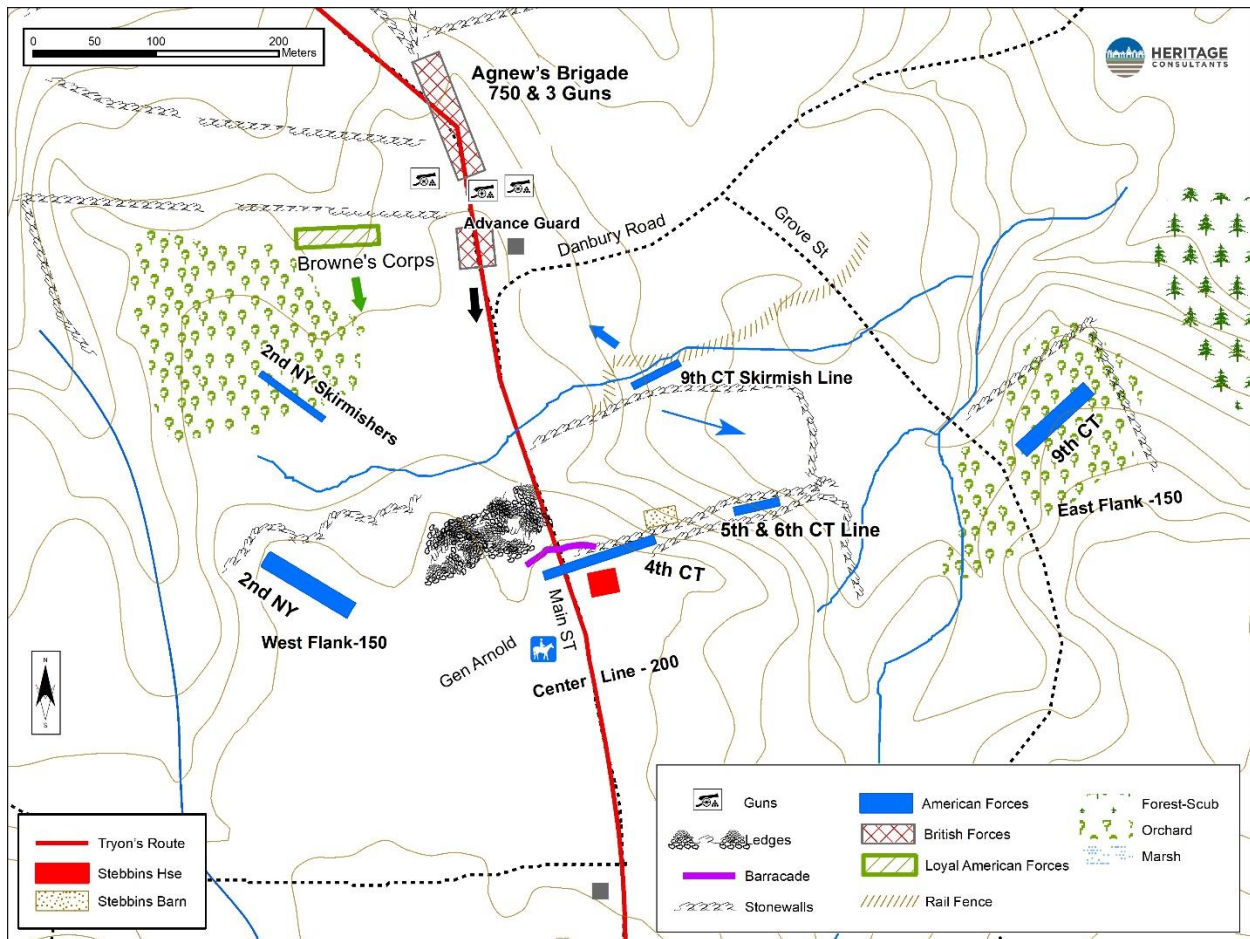 0 50 100 200
Meters
HERITAGE
CONSULTANTS
Agnew's Brigade
750 & 3 Guns
Advance Guard
Browne's Corps
Danbury Road
Grove St
2nd NY Skirmishers
9th CT Skirmish Line
9th CT
East Flank -150
5th & 6th CT Line
4th CT
2nd NY
West Flank-150
Main ST
Gen Arnold
Center Line - 200
N
S
Tryon's Route
Stebbins Hse
Stebbins Barn
Guns
Ledges
Barracade
Stonewalls
American Forces
British Forces
Loyal American Forces
Rail Fence
Forest-Scub
Orchard
Marsh